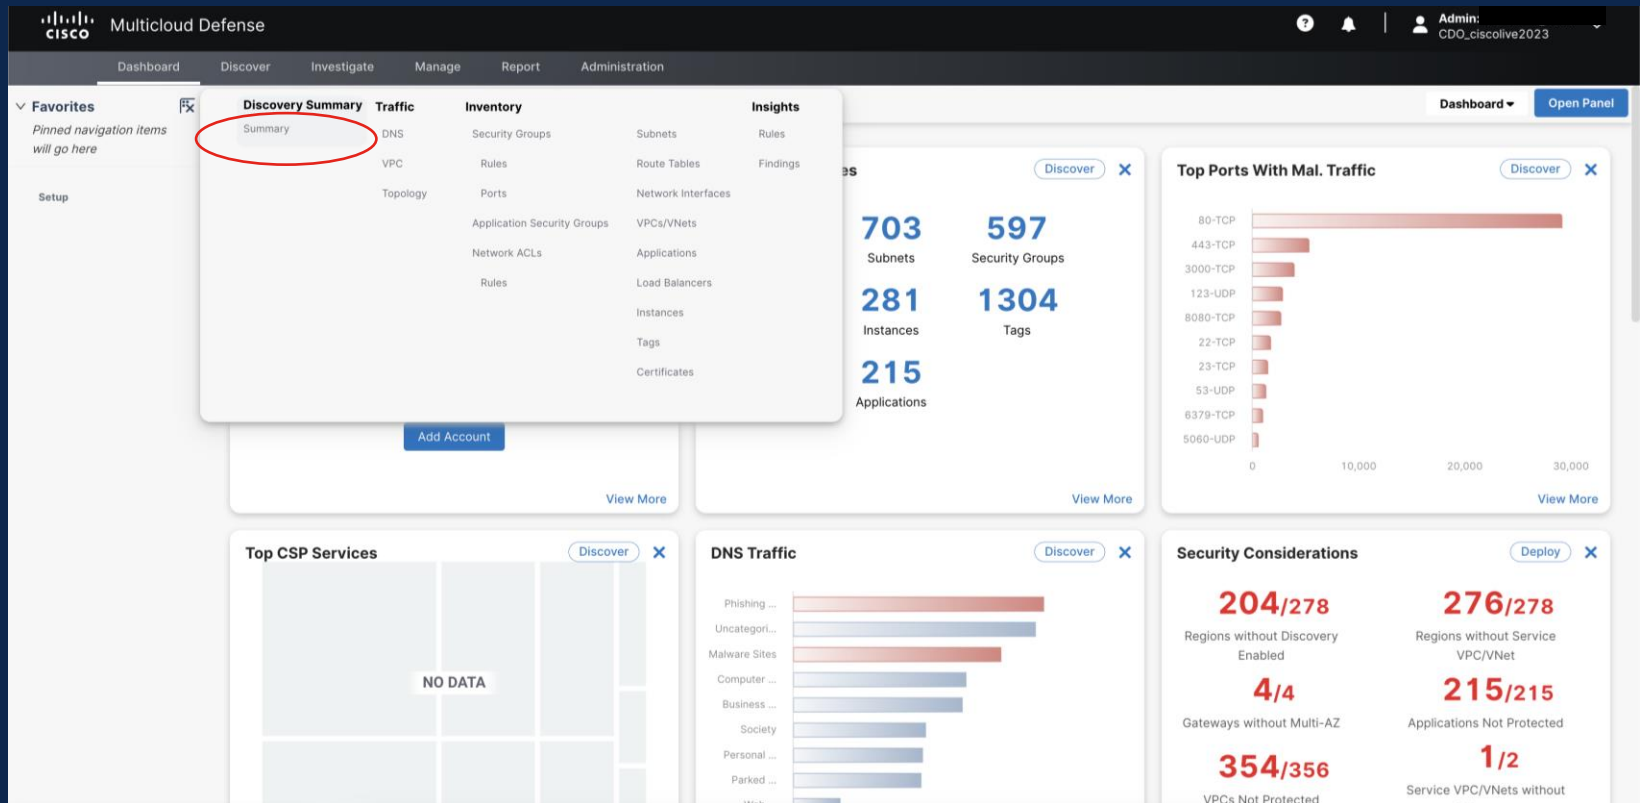 cisco
Multicloud Defense
Admin:
CDO_ciscolive2023
Dashboard
Discover
Investigate
Manage
Report
Administration
Favorites
Pinned navigation items
will go here
Setup
Discovery Summary
Summary
Traffic
DNS
VPC
Topology
Inventory
Security Groups
Rules
Ports
Application Security Groups
Network ACLs
Rules
Subnets
Route Tables
Network Interfaces
VPCs/VNets
Applications
Load Balancers
Instances
Tags
Certificates
Insights
Rules
Findings
Dashboard
Open Panel
Add Account
View More
es
Discover
703
Subnets
597
Security Groups
281
Instances
1304
Tags
215
Applications
View More
Top Ports With Mal. Traffic
Discover
80-TCP
443-TCP
3000-TCP
123-UDP
8080-TCP
22-TCP
23-TCP
53-UDP
6379-TCP
5060-UDP
0 10,000 20,000 30,000
View More
Top CSP Services
Discover
NO DATA
DNS Traffic
Discover
Phishing ...
Uncategori...
Malware Sites
Computer ...
Business ...
Society
Personal ...
Parked ...
Security Considerations
Deploy
204/278
Regions without Discovery
Enabled
276/278
Regions without Service
VPC/VNet
4/4
Gateways without Multi-AZ
215/215
Applications Not Protected
354/356
VPCs Not Protected
1/2
Service VPC/VNets without